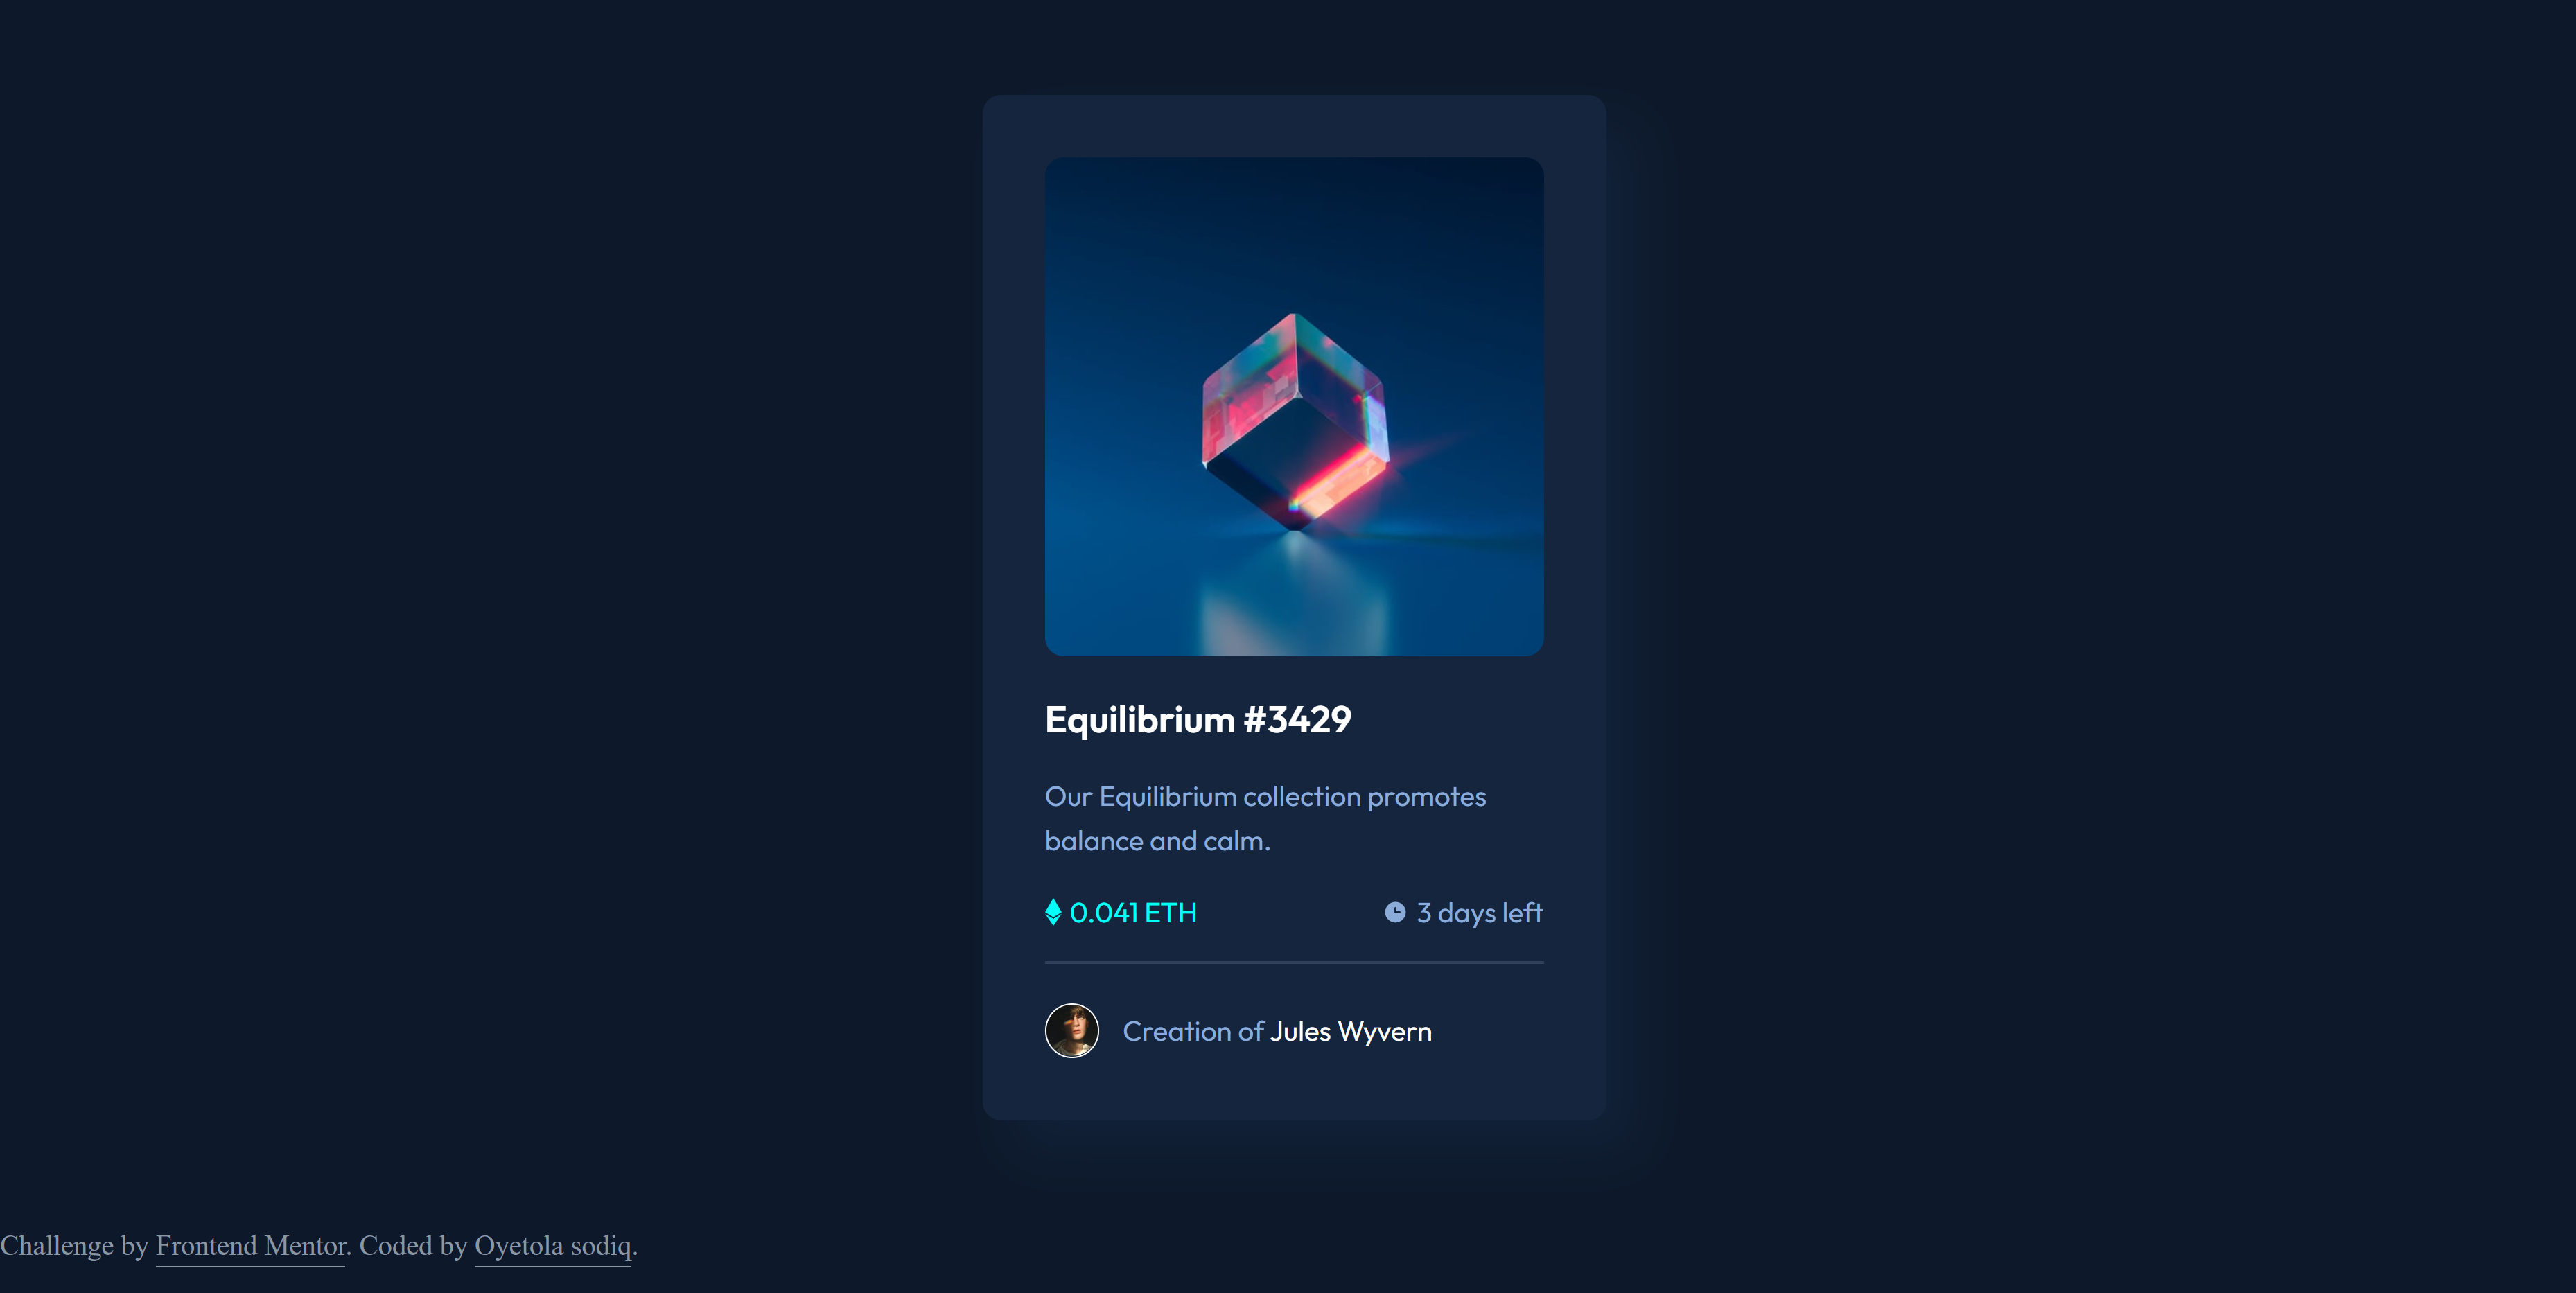 Equilibrium #3429
Our Equilibrium collection promotes
balance and calm.
0.041 ETH
3 days left
Creation of Jules Wyvern
Challenge by Frontend Mentor. Coded by Oyetola sodiq.